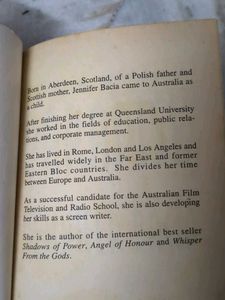 Born in Aberdeen, Scotland, of a Polish father and
Scottish mother, Jennifer Bacia came to Australia as
a child.
After finishing her degree at Queensland University
she worked in the fields of education, public rela-
tions, and corporate management.
She has lived in Rome, London and Los Angeles and
has travelled widely in the Far East and former
Eastern Bloc countries. She divides her time
between Europe and Australia.
As a successful candidate for the Australian Film
Television and Radio School, she is also developing
her skills as a screen writer.
She is the author of the international best seller
Shadows of Power, Angel of Honour and Whisper
From the Gods.